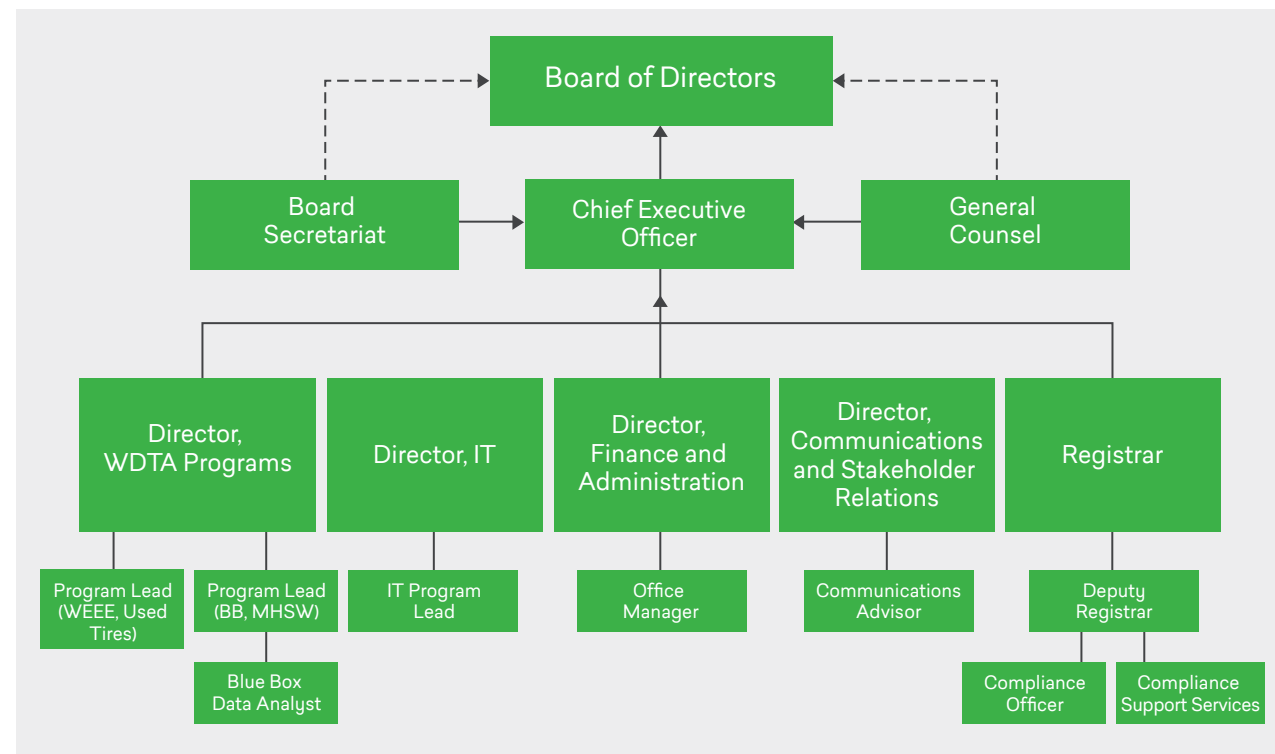 Board of Directors
Board
Secretariat
Chief Executive
Officer
General
Counsel
Director,
WDTA Programs
Director, IT
Director,
Finance and
Administration
Director,
Communications
and Stakeholder
Relations
Registrar
Program Lead
(WEEE, Used
Tires)
Program Lead
(BB, MHSW)
IT Program
Lead
Office
Manager
Communications
Advisor
Deputy
Registrar
Blue Box
Data Analyst
Compliance
Officer
Compliance
Support Services